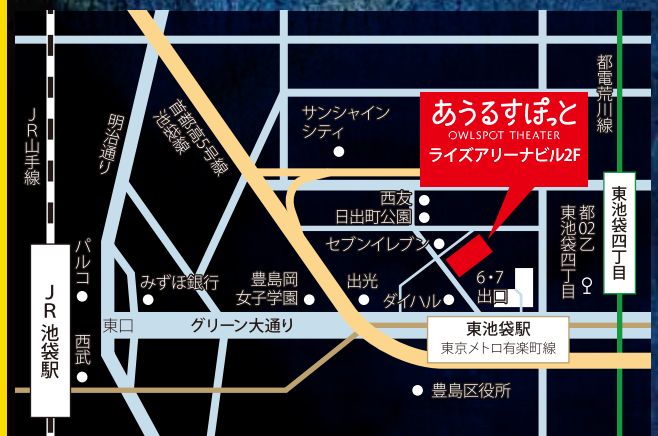 JR山手線
明治通り
首都高5号線
池袋線
サンシャイン
シティ
あうるすぽっと
OWLSPOT THEATER
ライズアリーナビル2F
都電荒川線
西友
日出町公園
セブンイレブン
都02乙
東池袋四丁目
東池袋四丁目
パルコ
JR 池袋駅
みずほ銀行
豊島岡
女子学園
出光
ダイハル
6・7
出口
東口
グリーン大通り
東池袋駅
東京メトロ有楽町線
西武
豊島区役所